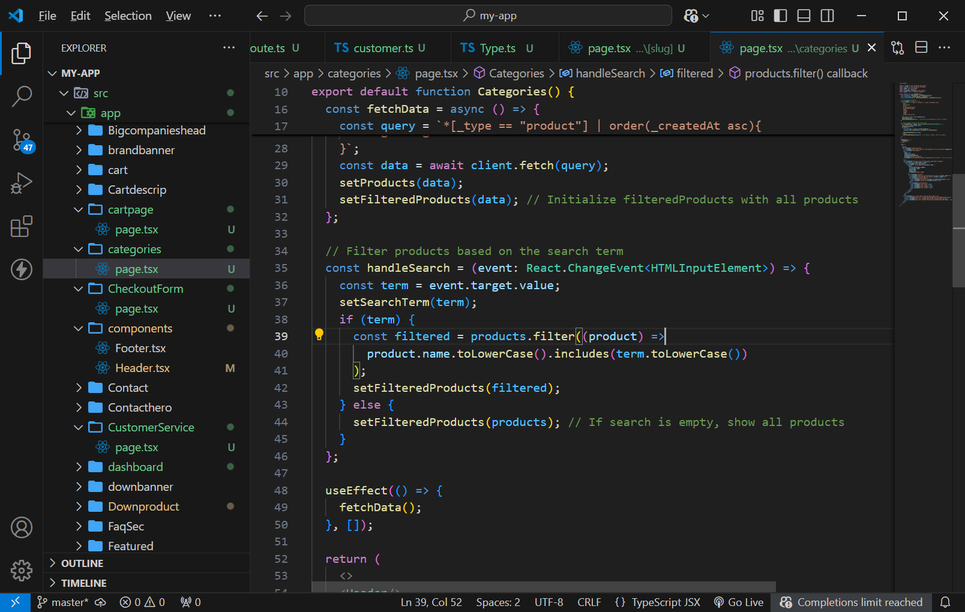 File Edit Selection View ··· my-app
EXPLORER ···
MY-APP
src
app
Bigcompanieshead
brandbanner
cart
Cartdescrip
cartpage
page.tsx U
categories
page.tsx U
CheckoutForm
page.tsx U
components
Footer.tsx
Header.tsx M
Contact
Contacthero
CustomerService
page.tsx U
dashboard
downbanner
Downproduct
FaqSec
Featured
OUTLINE
TIMELINE
47
oute.ts U TS customer.ts U TS Type.ts U page.tsx ...\[slug] U page.tsx ...\categories U
src > app > categories > page.tsx > Categories > handleSearch > filtered > products.filter() callback
10 export default function Categories() {
16 const fetchData = async () => {
17 const query = `*[_type == "product"] | order(_createdAt asc){
28 }`;
29 const data = await client.fetch(query);
30 setProducts(data);
31 setFilteredProducts(data); // Initialize filteredProducts with all products
32 };
33
34 // Filter products based on the search term
35 const handleSearch = (event: React.ChangeEvent<HTMLInputElement>) => {
36 const term = event.target.value;
37 setSearchTerm(term);
38 if (term) {
39 const filtered = products.filter((product) =>
40 product.name.toLowerCase().includes(term.toLowerCase())
41 );
42 setFilteredProducts(filtered);
43 } else {
44 setFilteredProducts(products); // If search is empty, show all products
45 }
46 };
47
48 useEffect(() => {
49 fetchData();
50 }, []);
51
52 return (
53 <>
master* 0 0 0 Ln 39, Col 52 Spaces: 2 UTF-8 CRLF {} TypeScript JSX Go Live Completions limit reached